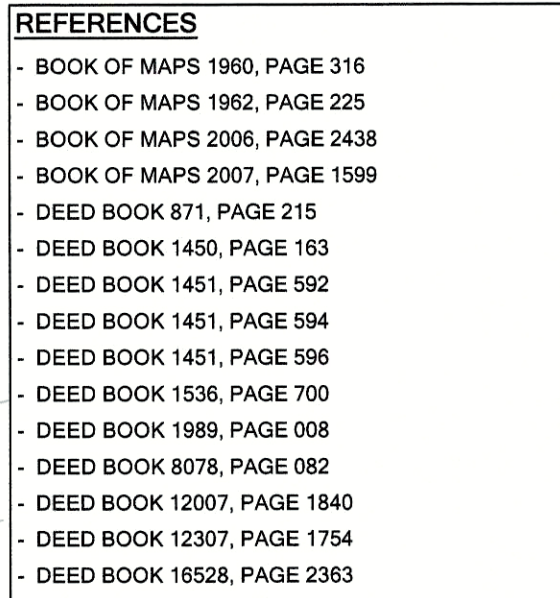 REFERENCES
- BOOK OF MAPS 1960, PAGE 316
- BOOK OF MAPS 1962, PAGE 225
- BOOK OF MAPS 2006, PAGE 2438
- BOOK OF MAPS 2007, PAGE 1599
- DEED BOOK 871, PAGE 215
- DEED BOOK 1450, PAGE 163
- DEED BOOK 1451, PAGE 592
- DEED BOOK 1451, PAGE 594
- DEED BOOK 1451, PAGE 596
- DEED BOOK 1536, PAGE 700
- DEED BOOK 1989, PAGE 008
- DEED BOOK 8078, PAGE 082
- DEED BOOK 12007, PAGE 1840
- DEED BOOK 12307, PAGE 1754
- DEED BOOK 16528, PAGE 2363